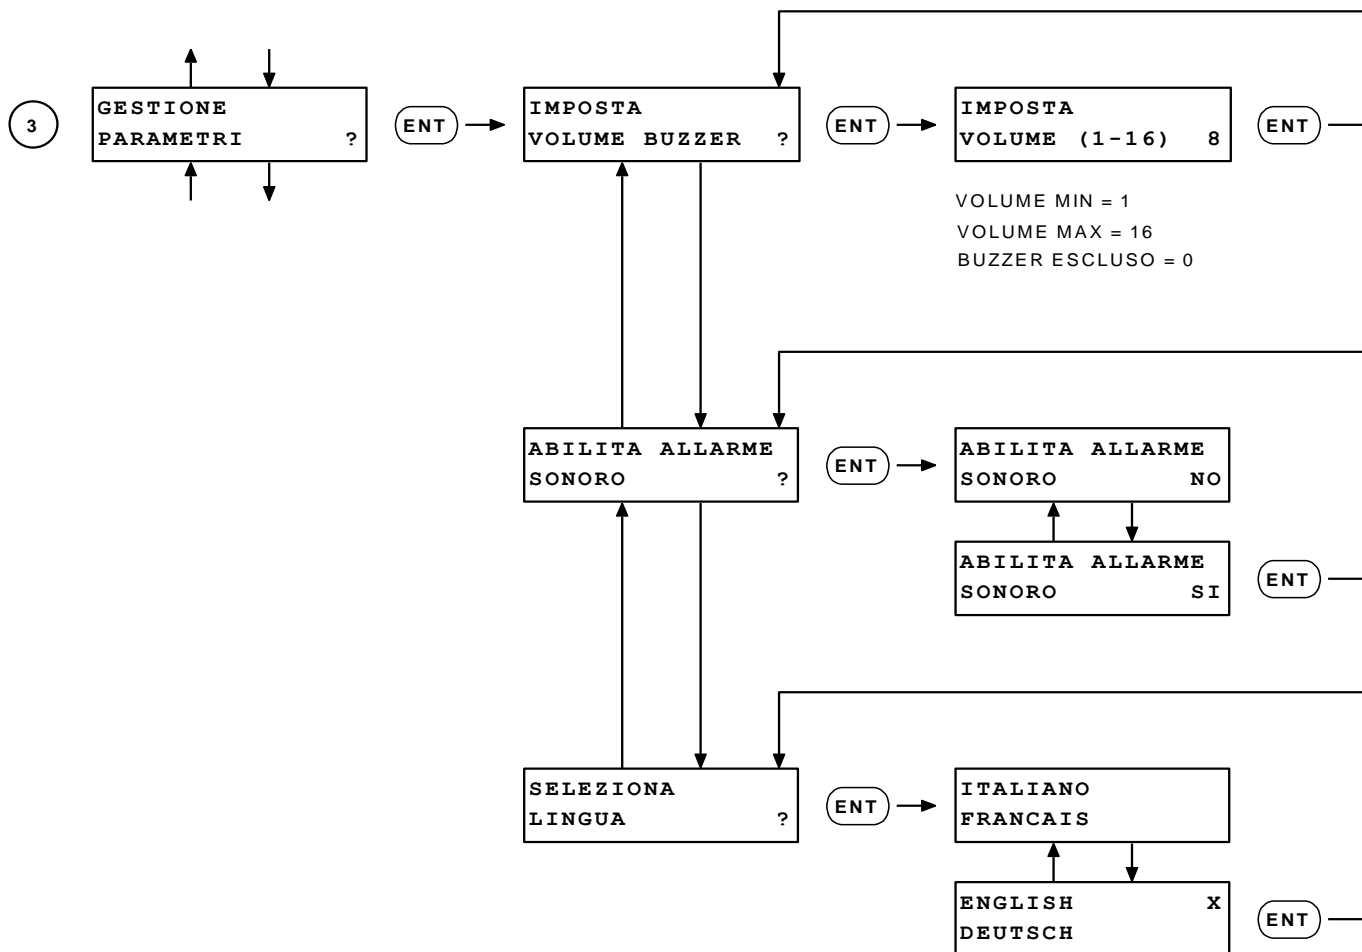 3
GESTIONE
PARAMETRI ?
ENT
IMPOSTA
VOLUME BUZZER ?
ENT
IMPOSTA
VOLUME (1-16) 8
ENT
VOLUME MIN = 1
VOLUME MAX = 16
BUZZER ESCLUSO = 0
ABILITA ALLARME
SONORO ?
ENT
ABILITA ALLARME
SONORO NO
ABILITA ALLARME
SONORO SI
ENT
SELEZIONA
LINGUA ?
ENT
ITALIANO
FRANCAIS
ENGLISH X
DEUTSCH
ENT